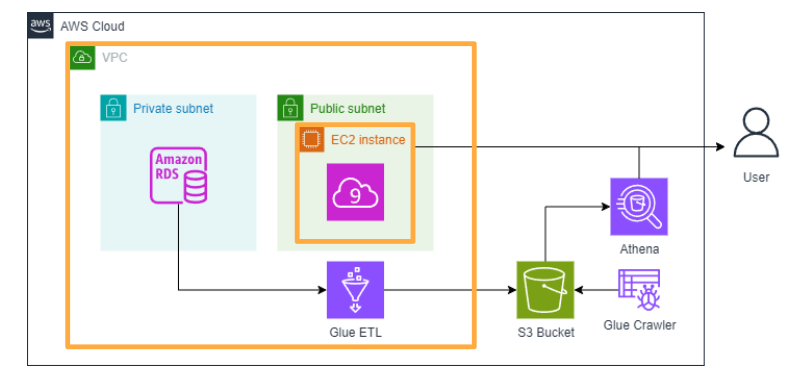 aws
AWS Cloud
VPC
Private subnet
Public subnet
EC2 instance
Amazon
RDS
9
User
Athena
Glue ETL
S3 Bucket
Glue Crawler